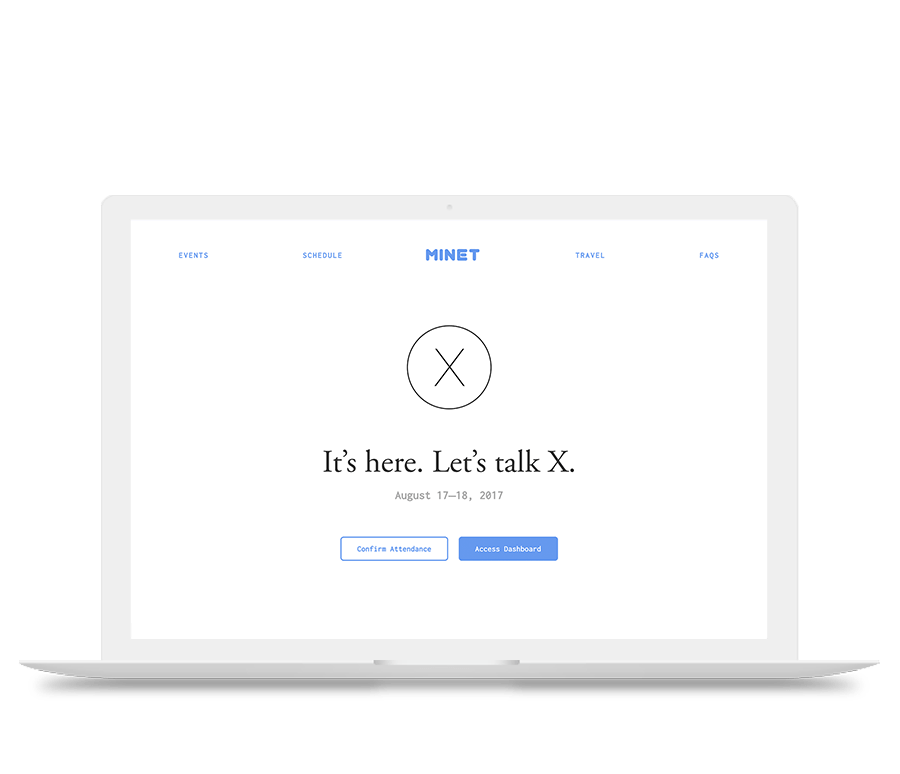 EVENTS SCHEDULE MINET TRAVEL FAQS
X
It’s here. Let’s talk X.
August 17—18, 2017
Confirm Attendance Access Dashboard